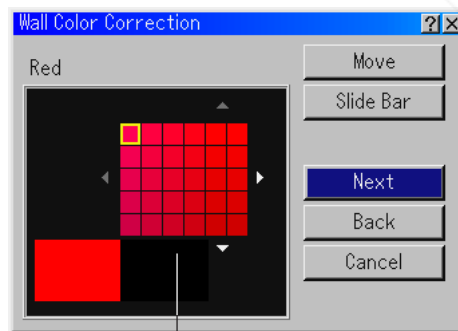 Wall Color Correction ? X
Red
Move
Slide Bar
Next
Back
Cancel